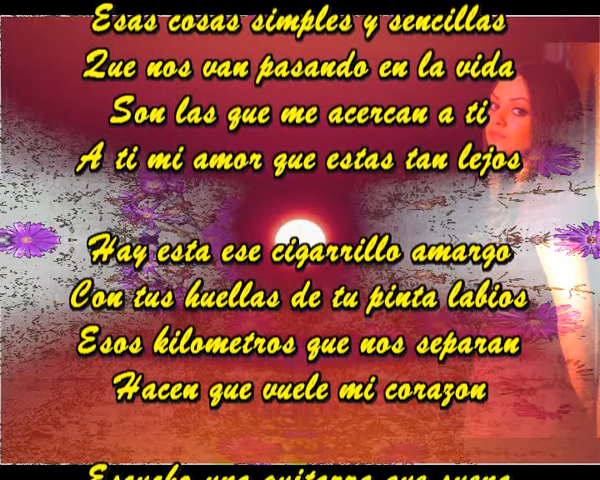 Esas cosas simples y sencillas
Que nos van pasando en la vida
Son las que me acercan a ti
A ti mi amor que estas tan lejos
Hay esta ese cigarrillo amargo
Con tus huellas de tu pinta labios
Esos kilometros que nos separan
Hacen que vuele mi corazon
Escucho una guitarra que suena